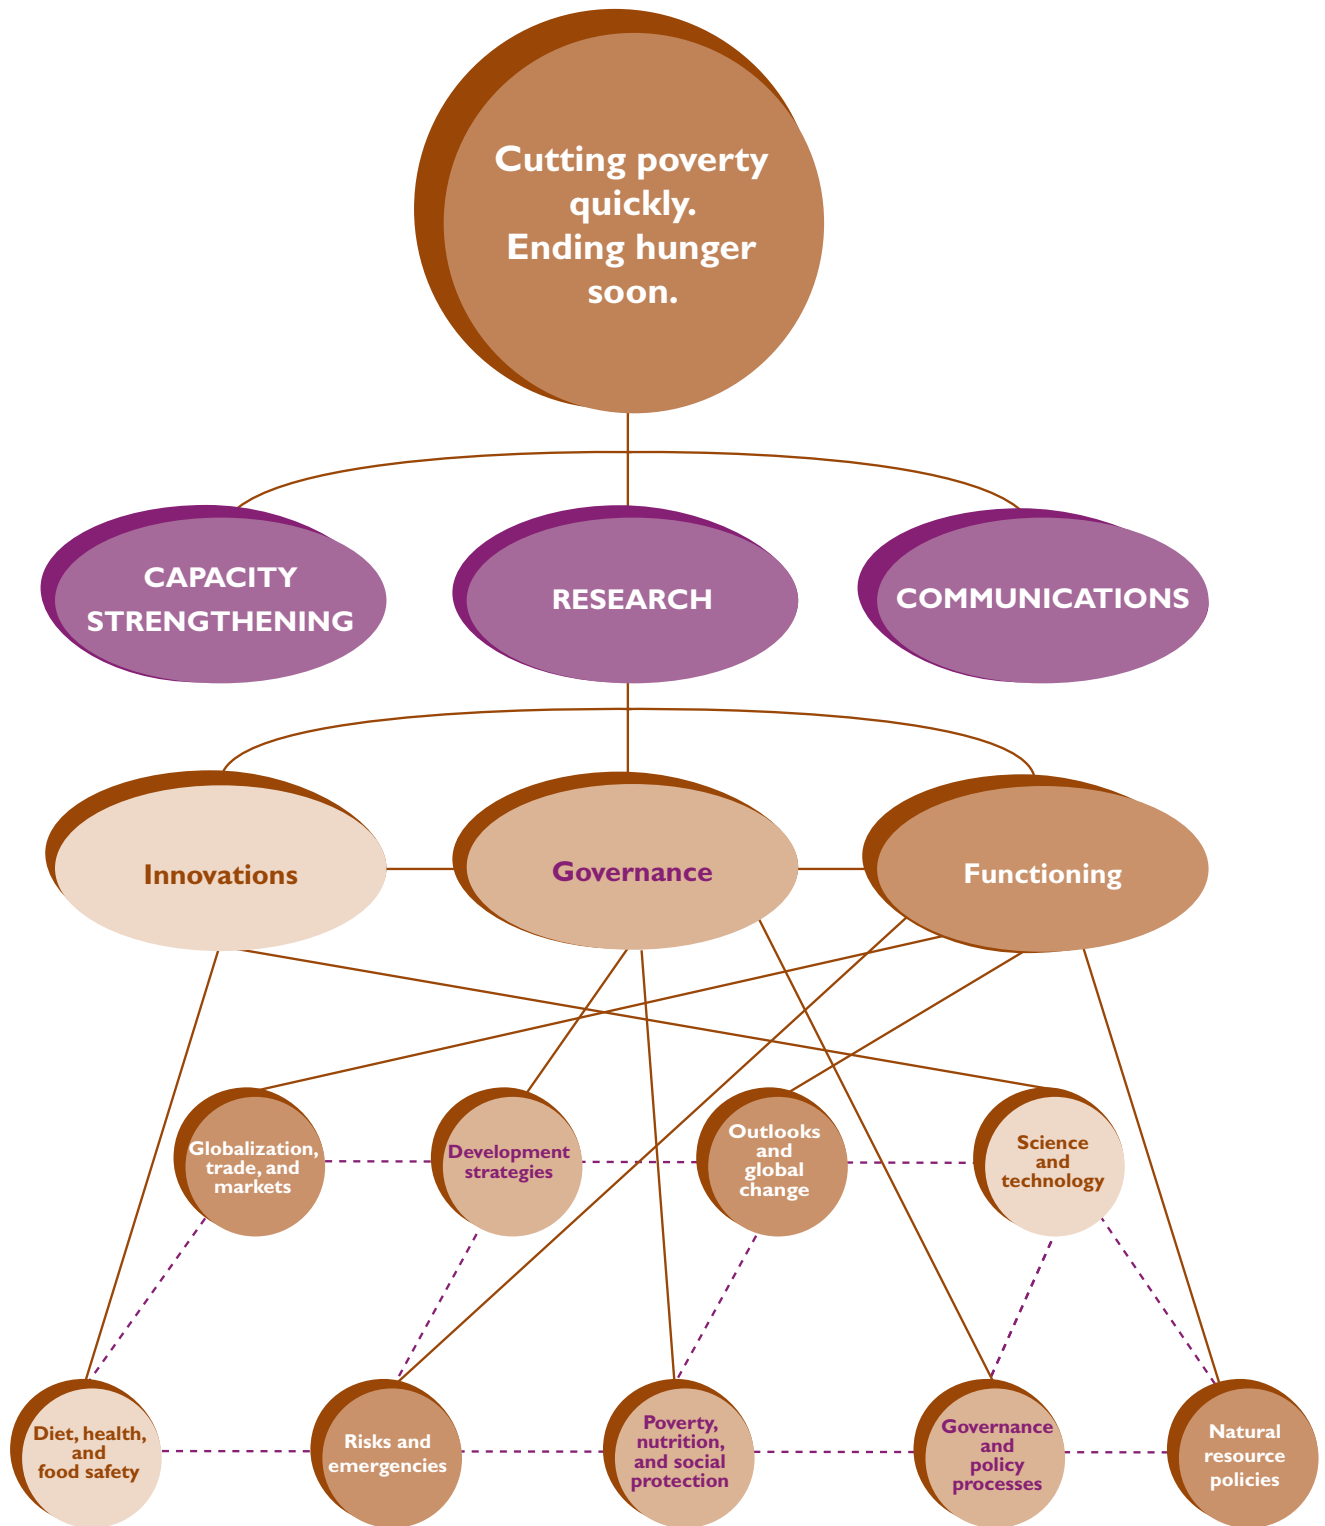 Cutting poverty
quickly.
Ending hunger
soon.
CAPACITY
STRENGTHENING
RESEARCH
COMMUNICATIONS
Innovations
Governance
Functioning
Globalization,
trade, and
markets
Development
strategies
Outlooks
and
global
change
Science
and
technology
Diet, health,
and
food safety
Risks and
emergencies
Poverty,
nutrition,
and social
protection
Governance
and
policy
processes
Natural
resource
policies